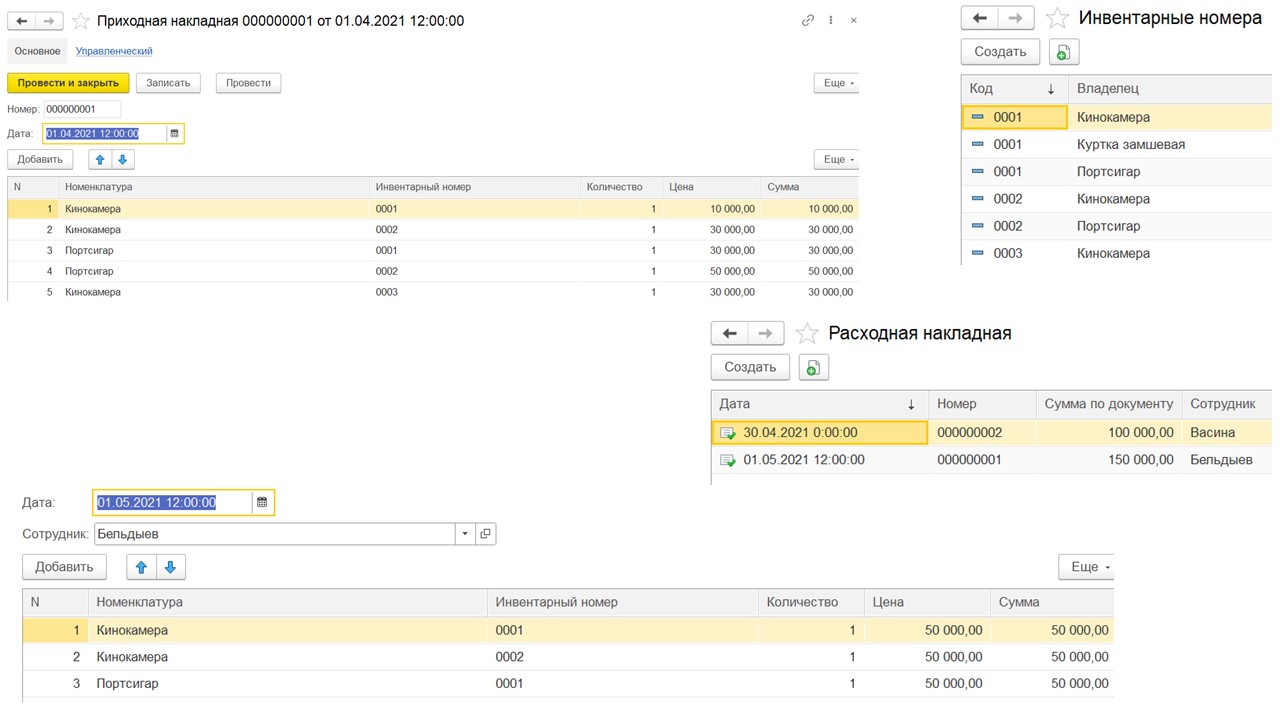 Приходная накладная 000000001 от 01.04.2021 12:00:00
Основное Управленческий
Провести и закрыть Записать Провести Еще
Номер: 000000001
Дата: 01.04.2021 12:00:00
Добавить Еще
N Номенклатура Инвентарный номер Количество Цена Сумма
1 Кинокамера 0001 1 10 000,00 10 000,00
2 Кинокамера 0002 1 30 000,00 30 000,00
3 Портсигар 0001 1 30 000,00 30 000,00
4 Портсигар 0002 1 50 000,00 50 000,00
5 Кинокамера 0003 1 30 000,00 30 000,00
Инвентарные номера
Создать
Код Владелец
0001 Кинокамера
0001 Куртка замшевая
0001 Портсигар
0002 Кинокамера
0002 Портсигар
0003 Кинокамера
Расходная накладная
Создать
Дата Номер Сумма по документу Сотрудник
30.04.2021 0:00:00 000000002 100 000,00 Васина
01.05.2021 12:00:00 000000001 150 000,00 Бельдыев
Дата: 01.05.2021 12:00:00
Сотрудник: Бельдыев
Добавить Еще
N Номенклатура Инвентарный номер Количество Цена Сумма
1 Кинокамера 0001 1 50 000,00 50 000,00
2 Кинокамера 0002 1 50 000,00 50 000,00
3 Портсигар 0001 1 50 000,00 50 000,00